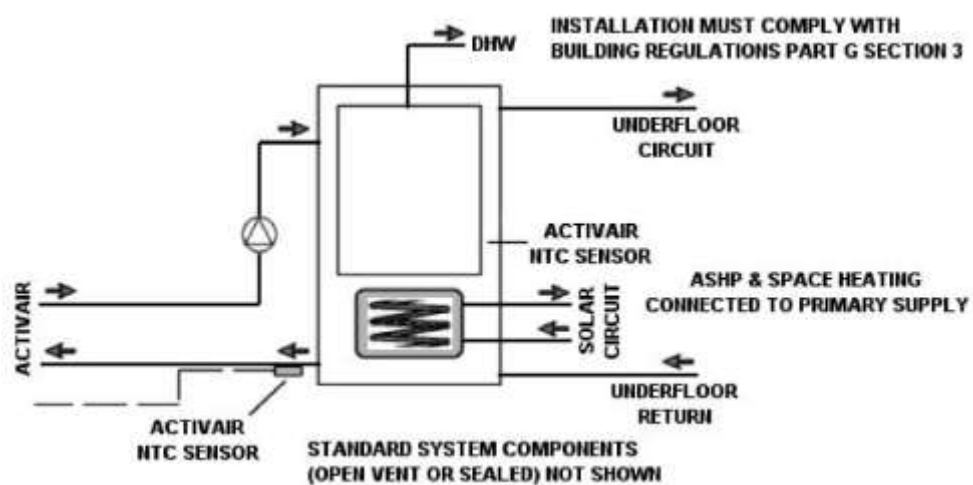 INSTALLATION MUST COMPLY WITH
BUILDING REGULATIONS PART G SECTION 3
DHW
UNDERFLOOR
CIRCUIT
ACTIVAIR
NTC SENSOR
ASHP & SPACE HEATING
CONNECTED TO PRIMARY SUPPLY
SOLAR
CIRCUIT
ACTIVAIR
UNDERFLOOR
RETURN
ACTIVAIR
NTC SENSOR
STANDARD SYSTEM COMPONENTS
(OPEN VENT OR SEALED) NOT SHOWN